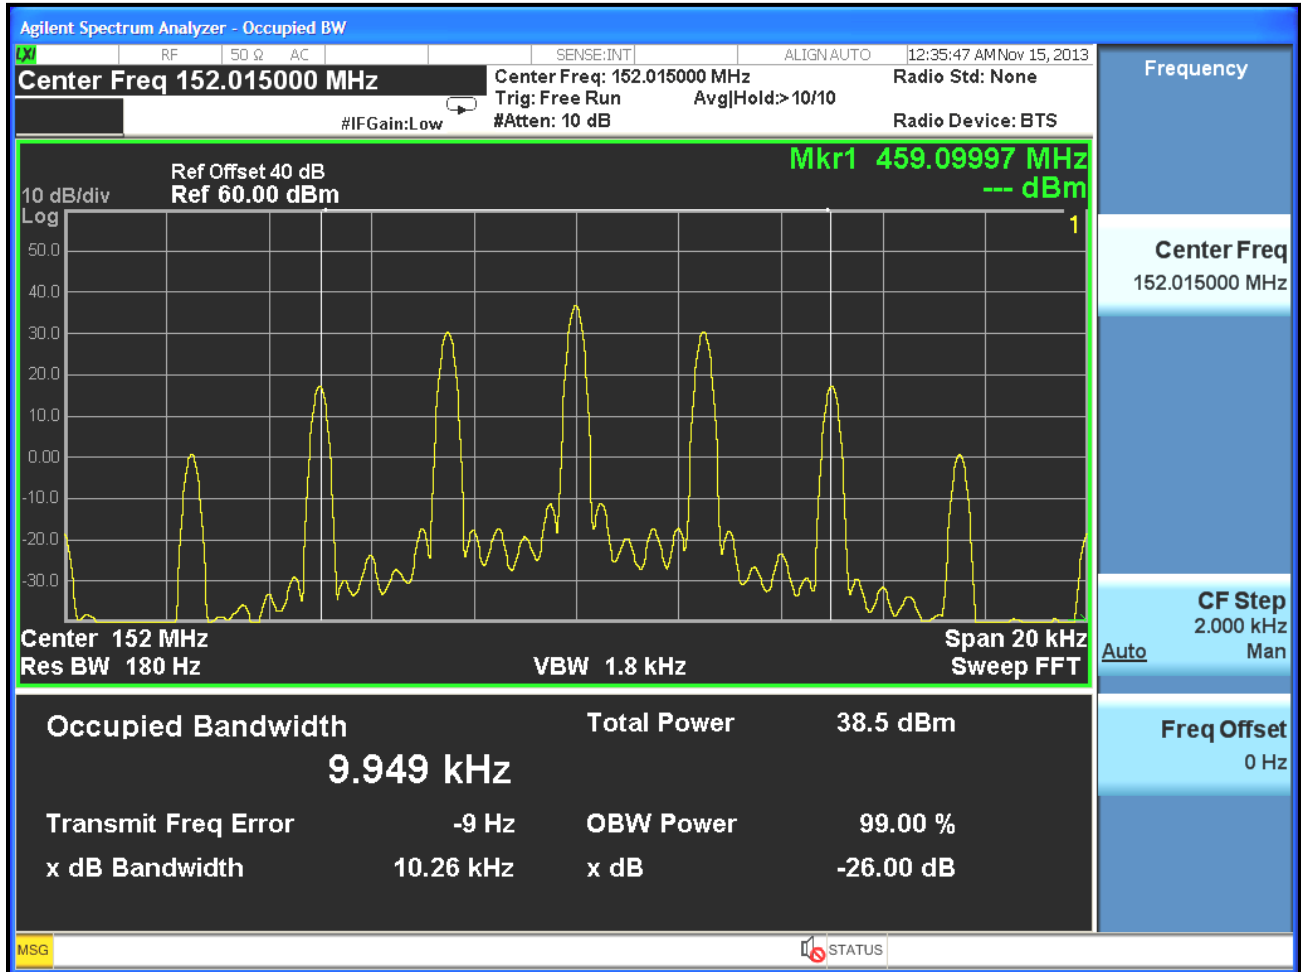 Agilent Spectrum Analyzer - Occupied BW
LXI RF 50 Ω AC SENSE:INT ALIGN AUTO 12:35:47 AM Nov 15, 2013
Center Freq 152.015000 MHz
Center Freq: 152.015000 MHz
Radio Std: None
Trig: Free Run Avg|Hold:>10/10
#IFGain:Low
#Atten: 10 dB
Radio Device: BTS
Mkr1 459.09997 MHz
--- dBm
Ref Offset 40 dB
10 dB/div Ref 60.00 dBm
Log
1
50.0
40.0
30.0
20.0
10.0
0.00
-10.0
-20.0
-30.0
Center 152 MHz Span 20 kHz
Res BW 180 Hz VBW 1.8 kHz Sweep FFT
Occupied Bandwidth Total Power 38.5 dBm
9.949 kHz
Transmit Freq Error -9 Hz OBW Power 99.00 %
x dB Bandwidth 10.26 kHz x dB -26.00 dB
Frequency
Center Freq
152.015000 MHz
CF Step
2.000 kHz
Auto Man
Freq Offset
0 Hz
MSG STATUS